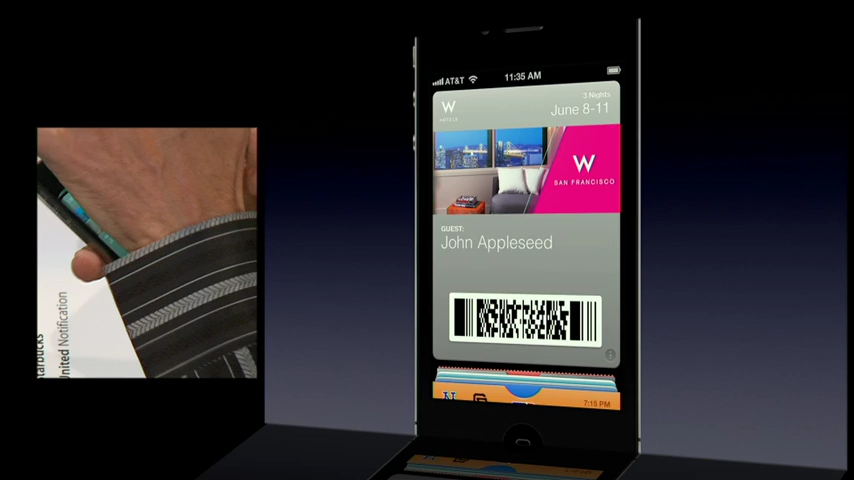 AT&T
11:35 AM
W
HOTELS
3 Nights
June 8-11
W
SAN FRANCISCO
GUEST:
John Appleseed
7:15 PM
United Notification